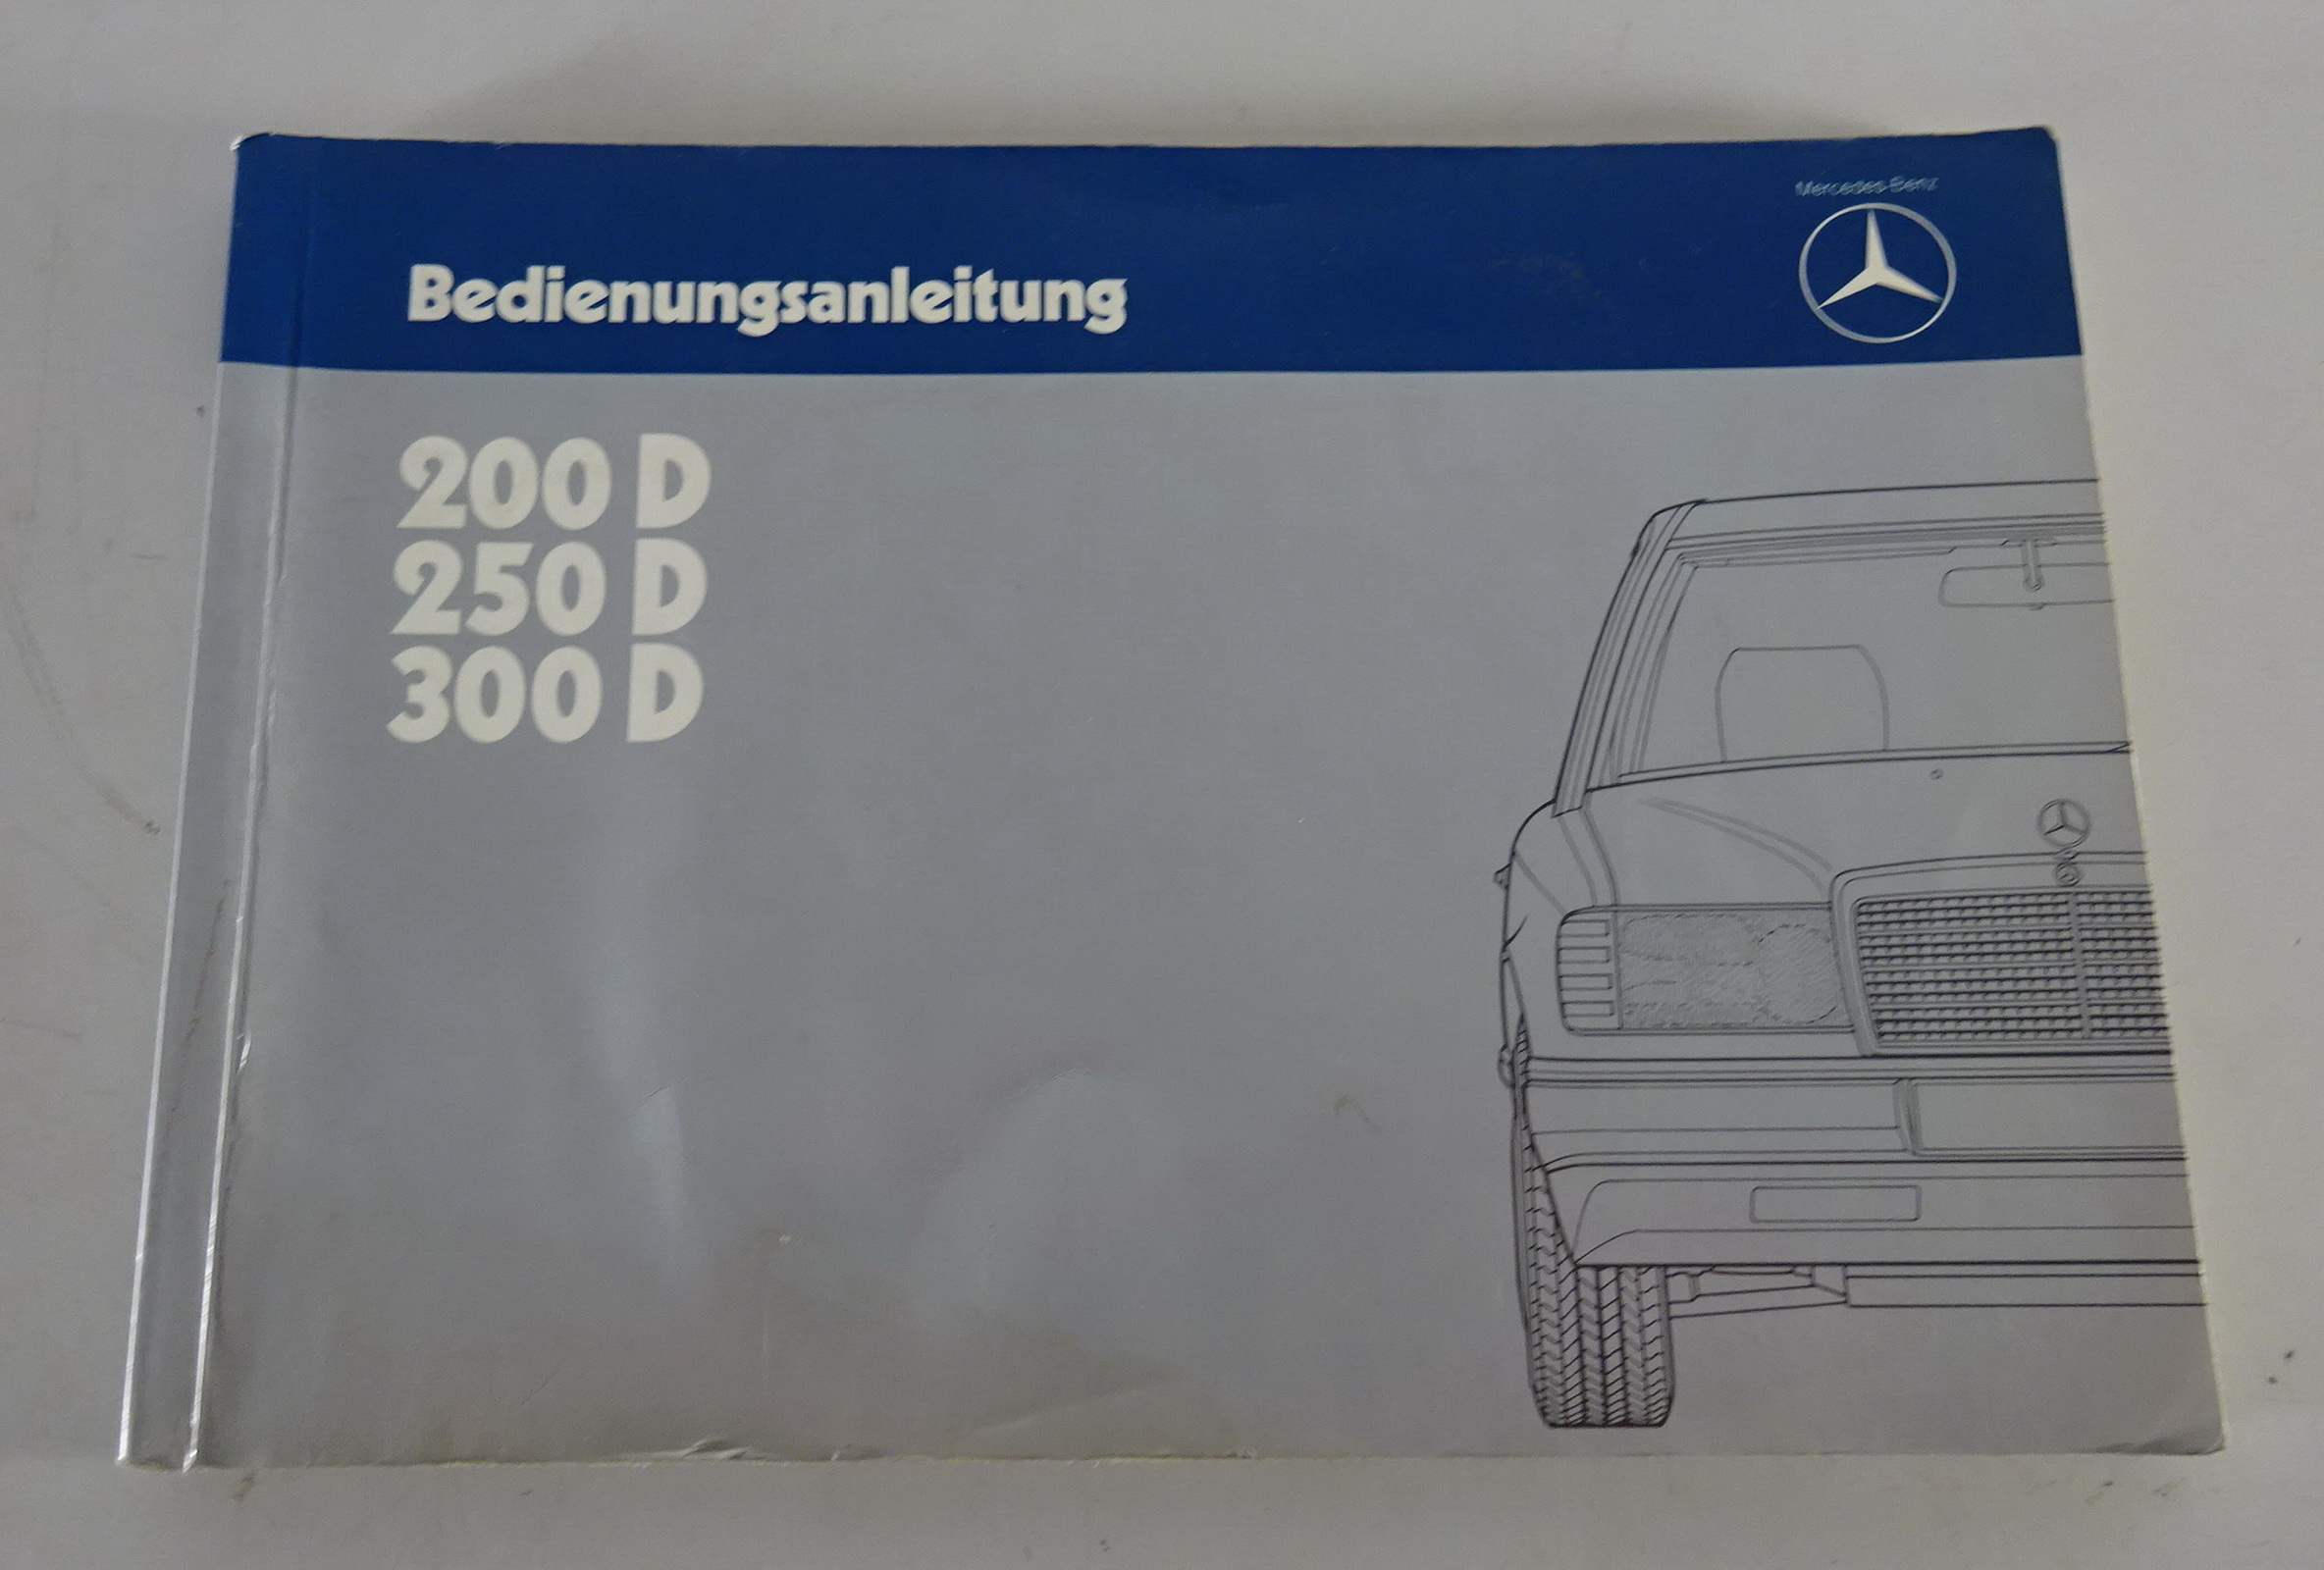 Mercedes-Benz
Bedienungsanleitung
200 D
250 D
300 D